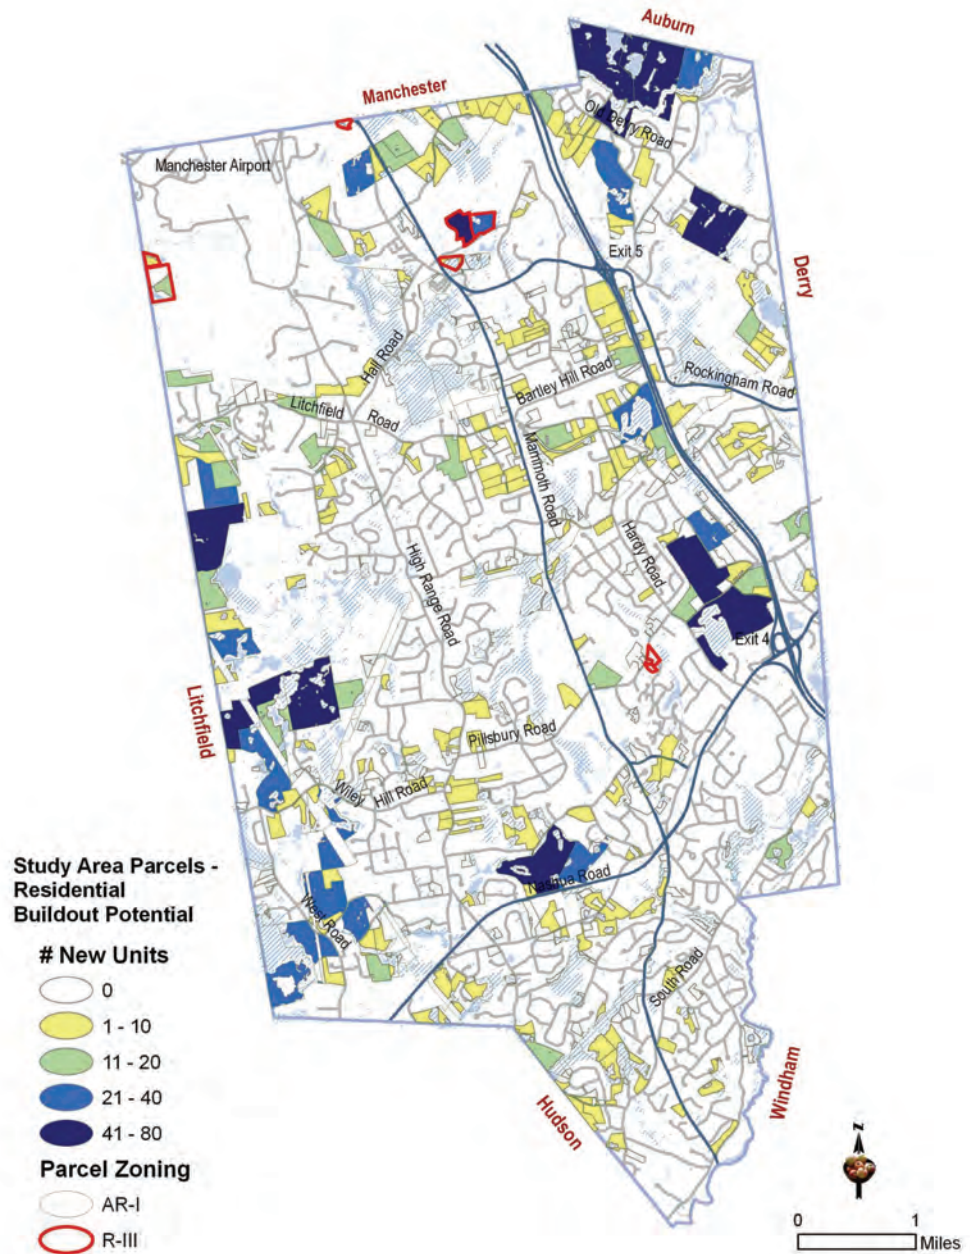 Auburn
Manchester
Old Derry Road
Manchester Airport
Exit 5
Derry
Hall Road
Bartley Hill Road
Rockingham Road
Litchfield Road
Mammoth Road
Hardy Road
High Range Road
Exit 4
Litchfield
Pillsbury Road
Wiley Hill Road
Nashua Road
West Road
South Road
Windham
Hudson
Study Area Parcels -
Residential
Buildout Potential
# New Units
0
1 - 10
11 - 20
21 - 40
41 - 80
Parcel Zoning
AR-I
R-III
N
0 1
Miles